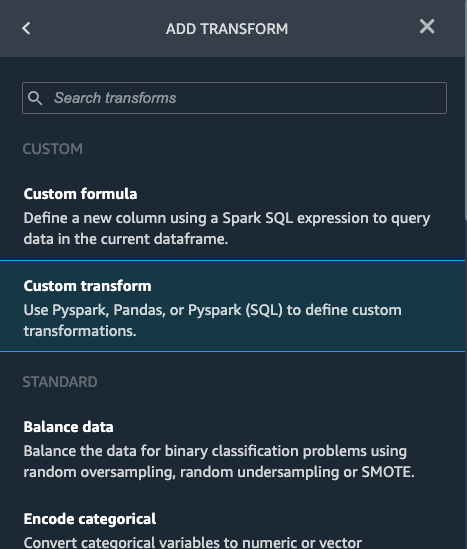 ADD TRANSFORM
Search transforms
CUSTOM
Custom formula
Define a new column using a Spark SQL expression to query
data in the current dataframe.
Custom transform
Use Pyspark, Pandas, or Pyspark (SQL) to define custom
transformations.
STANDARD
Balance data
Balance the data for binary classification problems using
random oversampling, random undersampling or SMOTE.
Encode categorical
Convert categorical variables to numeric or vector